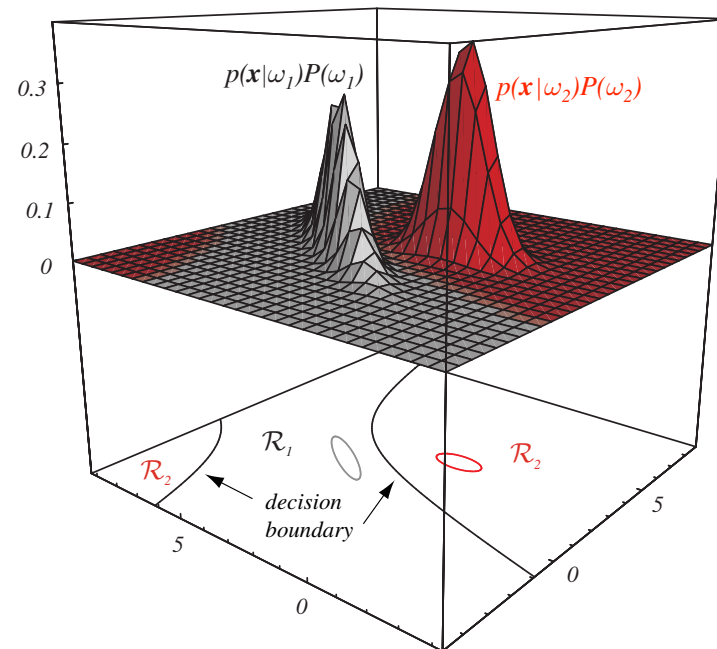 0.3
p(x|ω₁)P(ω₁)
p(x|ω₂)P(ω₂)
0.2
0.1
0
R₁
R₂
R₂
decision
boundary
5
5
0
0